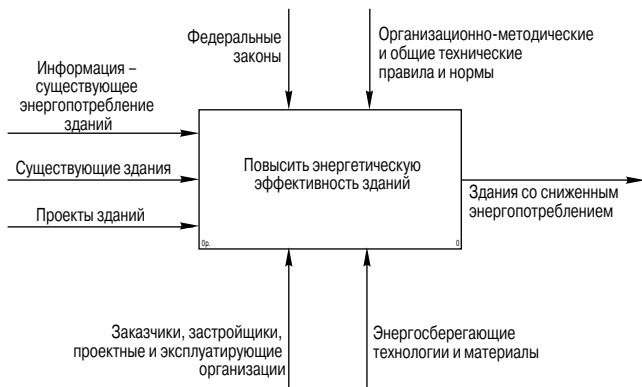 Федеральные
законы
Организационно-методические
и общие технические
правила и нормы
Информация –
существующее
энергопотребление
зданий
Существующие здания
Проекты зданий
Повысить энергетическую
эффективность зданий
0р.
0
Здания со сниженным
энергопотреблением
Заказчики, застройщики,
проектные и эксплуатирующие
организации
Энергосберегающие
технологии и материалы